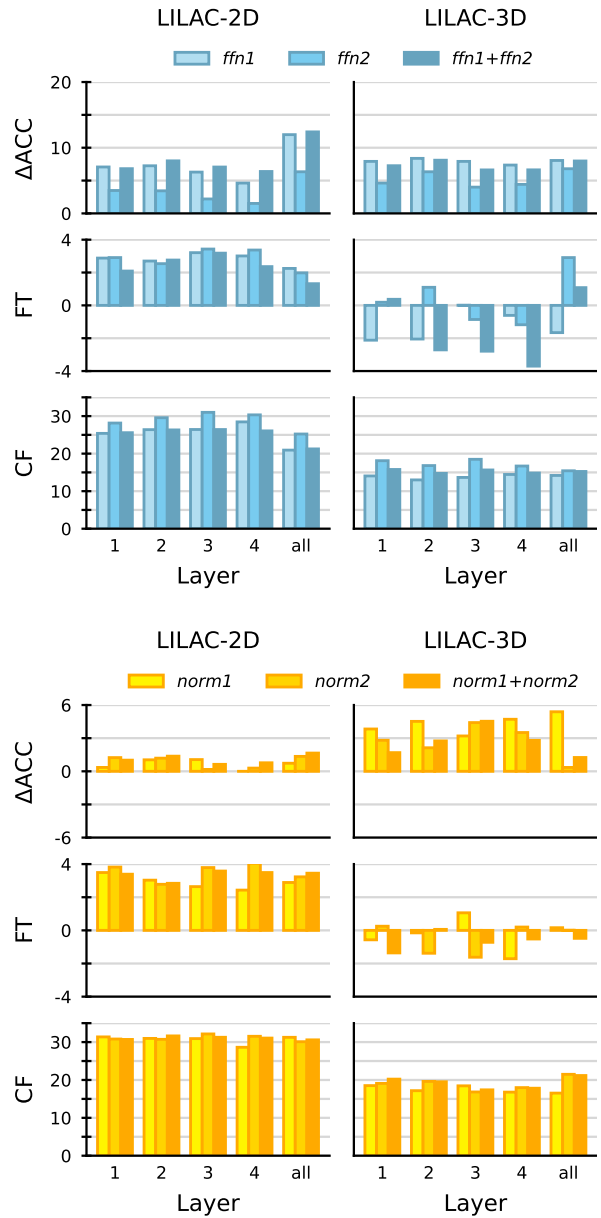 LILAC-2D LILAC-3D
ffn1 ffn2 ffn1+ffn2
20
10
0
ΔACC
4
0
-4
FT
30
20
10
0
CF
1 2 3 4 all 1 2 3 4 all
Layer Layer
LILAC-2D LILAC-3D
norm1 norm2 norm1+norm2
6
0
-6
ΔACC
4
0
-4
FT
30
20
10
0
CF
1 2 3 4 all 1 2 3 4 all
Layer Layer